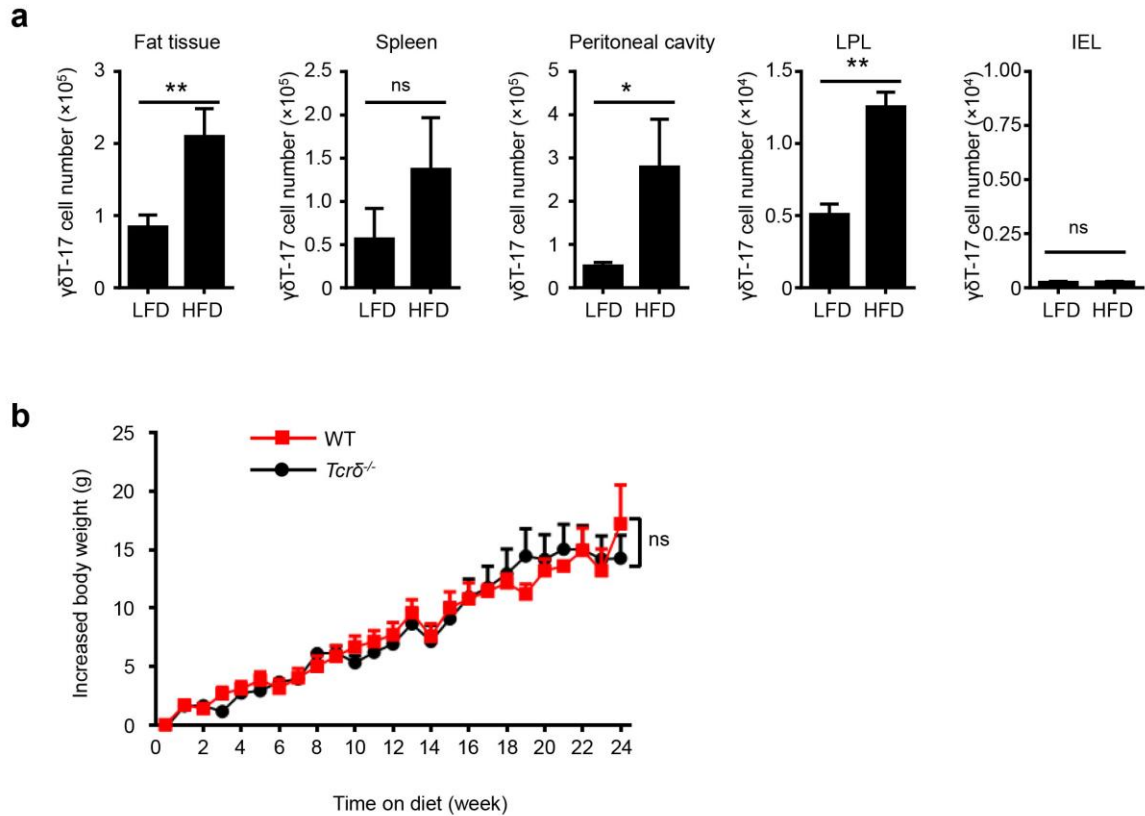 a
Fat tissue
γδT-17 cell number (×10⁵)
3
2
1
0
**
LFD HFD
Spleen
γδT-17 cell number (×10⁵)
2.5
2.0
1.5
1.0
0.5
0
ns
LFD HFD
Peritoneal cavity
γδT-17 cell number (×10⁵)
5
4
3
2
1
0
*
LFD HFD
LPL
γδT-17 cell number (×10⁴)
1.5
1.0
0.5
0
**
LFD HFD
IEL
γδT-17 cell number (×10⁴)
1.00
0.75
0.50
0.25
0
ns
LFD HFD
b
Increased body weight (g)
25
20
15
10
5
0
WT
Tcrδ⁻/⁻
ns
0 2 4 6 8 10 12 14 16 18 20 22 24
Time on diet (week)